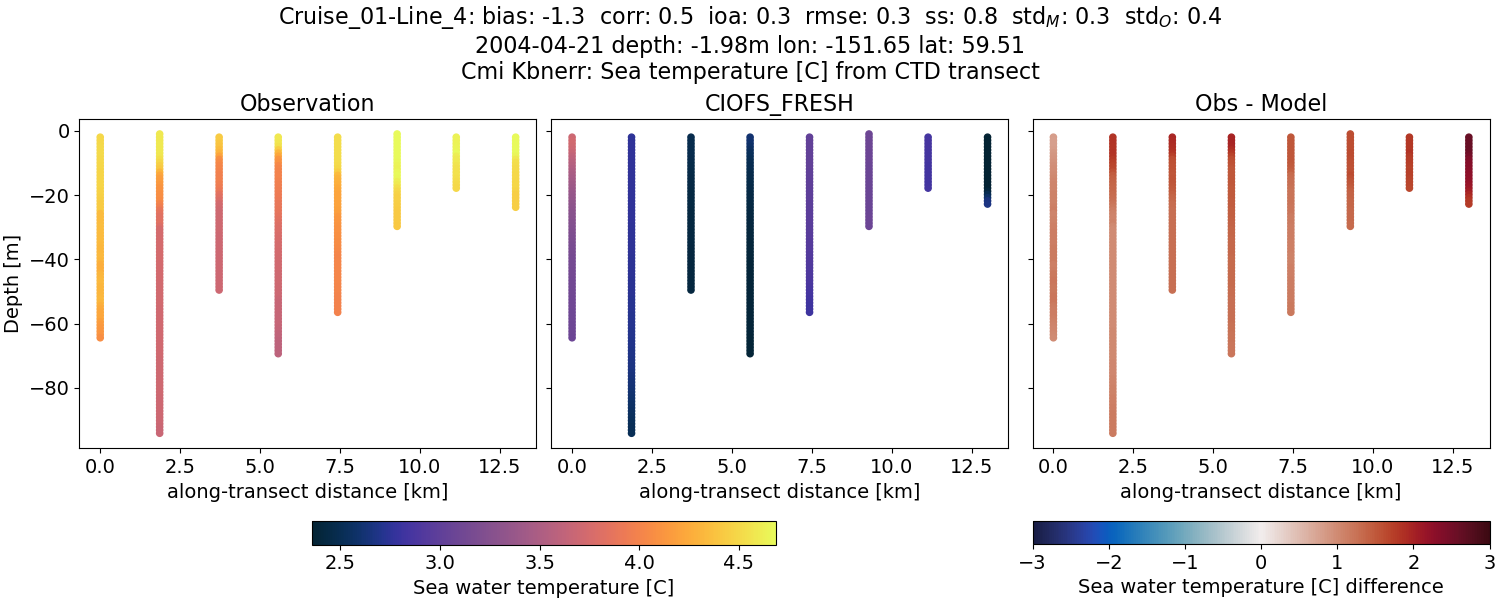 Cruise_01-Line_4: bias: -1.3  corr: 0.5  ioa: 0.3  rmse: 0.3  ss: 0.8  std_M: 0.3  std_O: 0.4
2004-04-21 depth: -1.98m lon: -151.65 lat: 59.51
Cmi Kbnerr: Sea temperature [C] from CTD transect
Observation
CIOFS_FRESH
Obs - Model
Depth [m]
0
−20
−40
−60
−80
0.0 2.5 5.0 7.5 10.0 12.5
0.0 2.5 5.0 7.5 10.0 12.5
0.0 2.5 5.0 7.5 10.0 12.5
along-transect distance [km]
along-transect distance [km]
along-transect distance [km]
2.5 3.0 3.5 4.0 4.5
Sea water temperature [C]
−3 −2 −1 0 1 2 3
Sea water temperature [C] difference